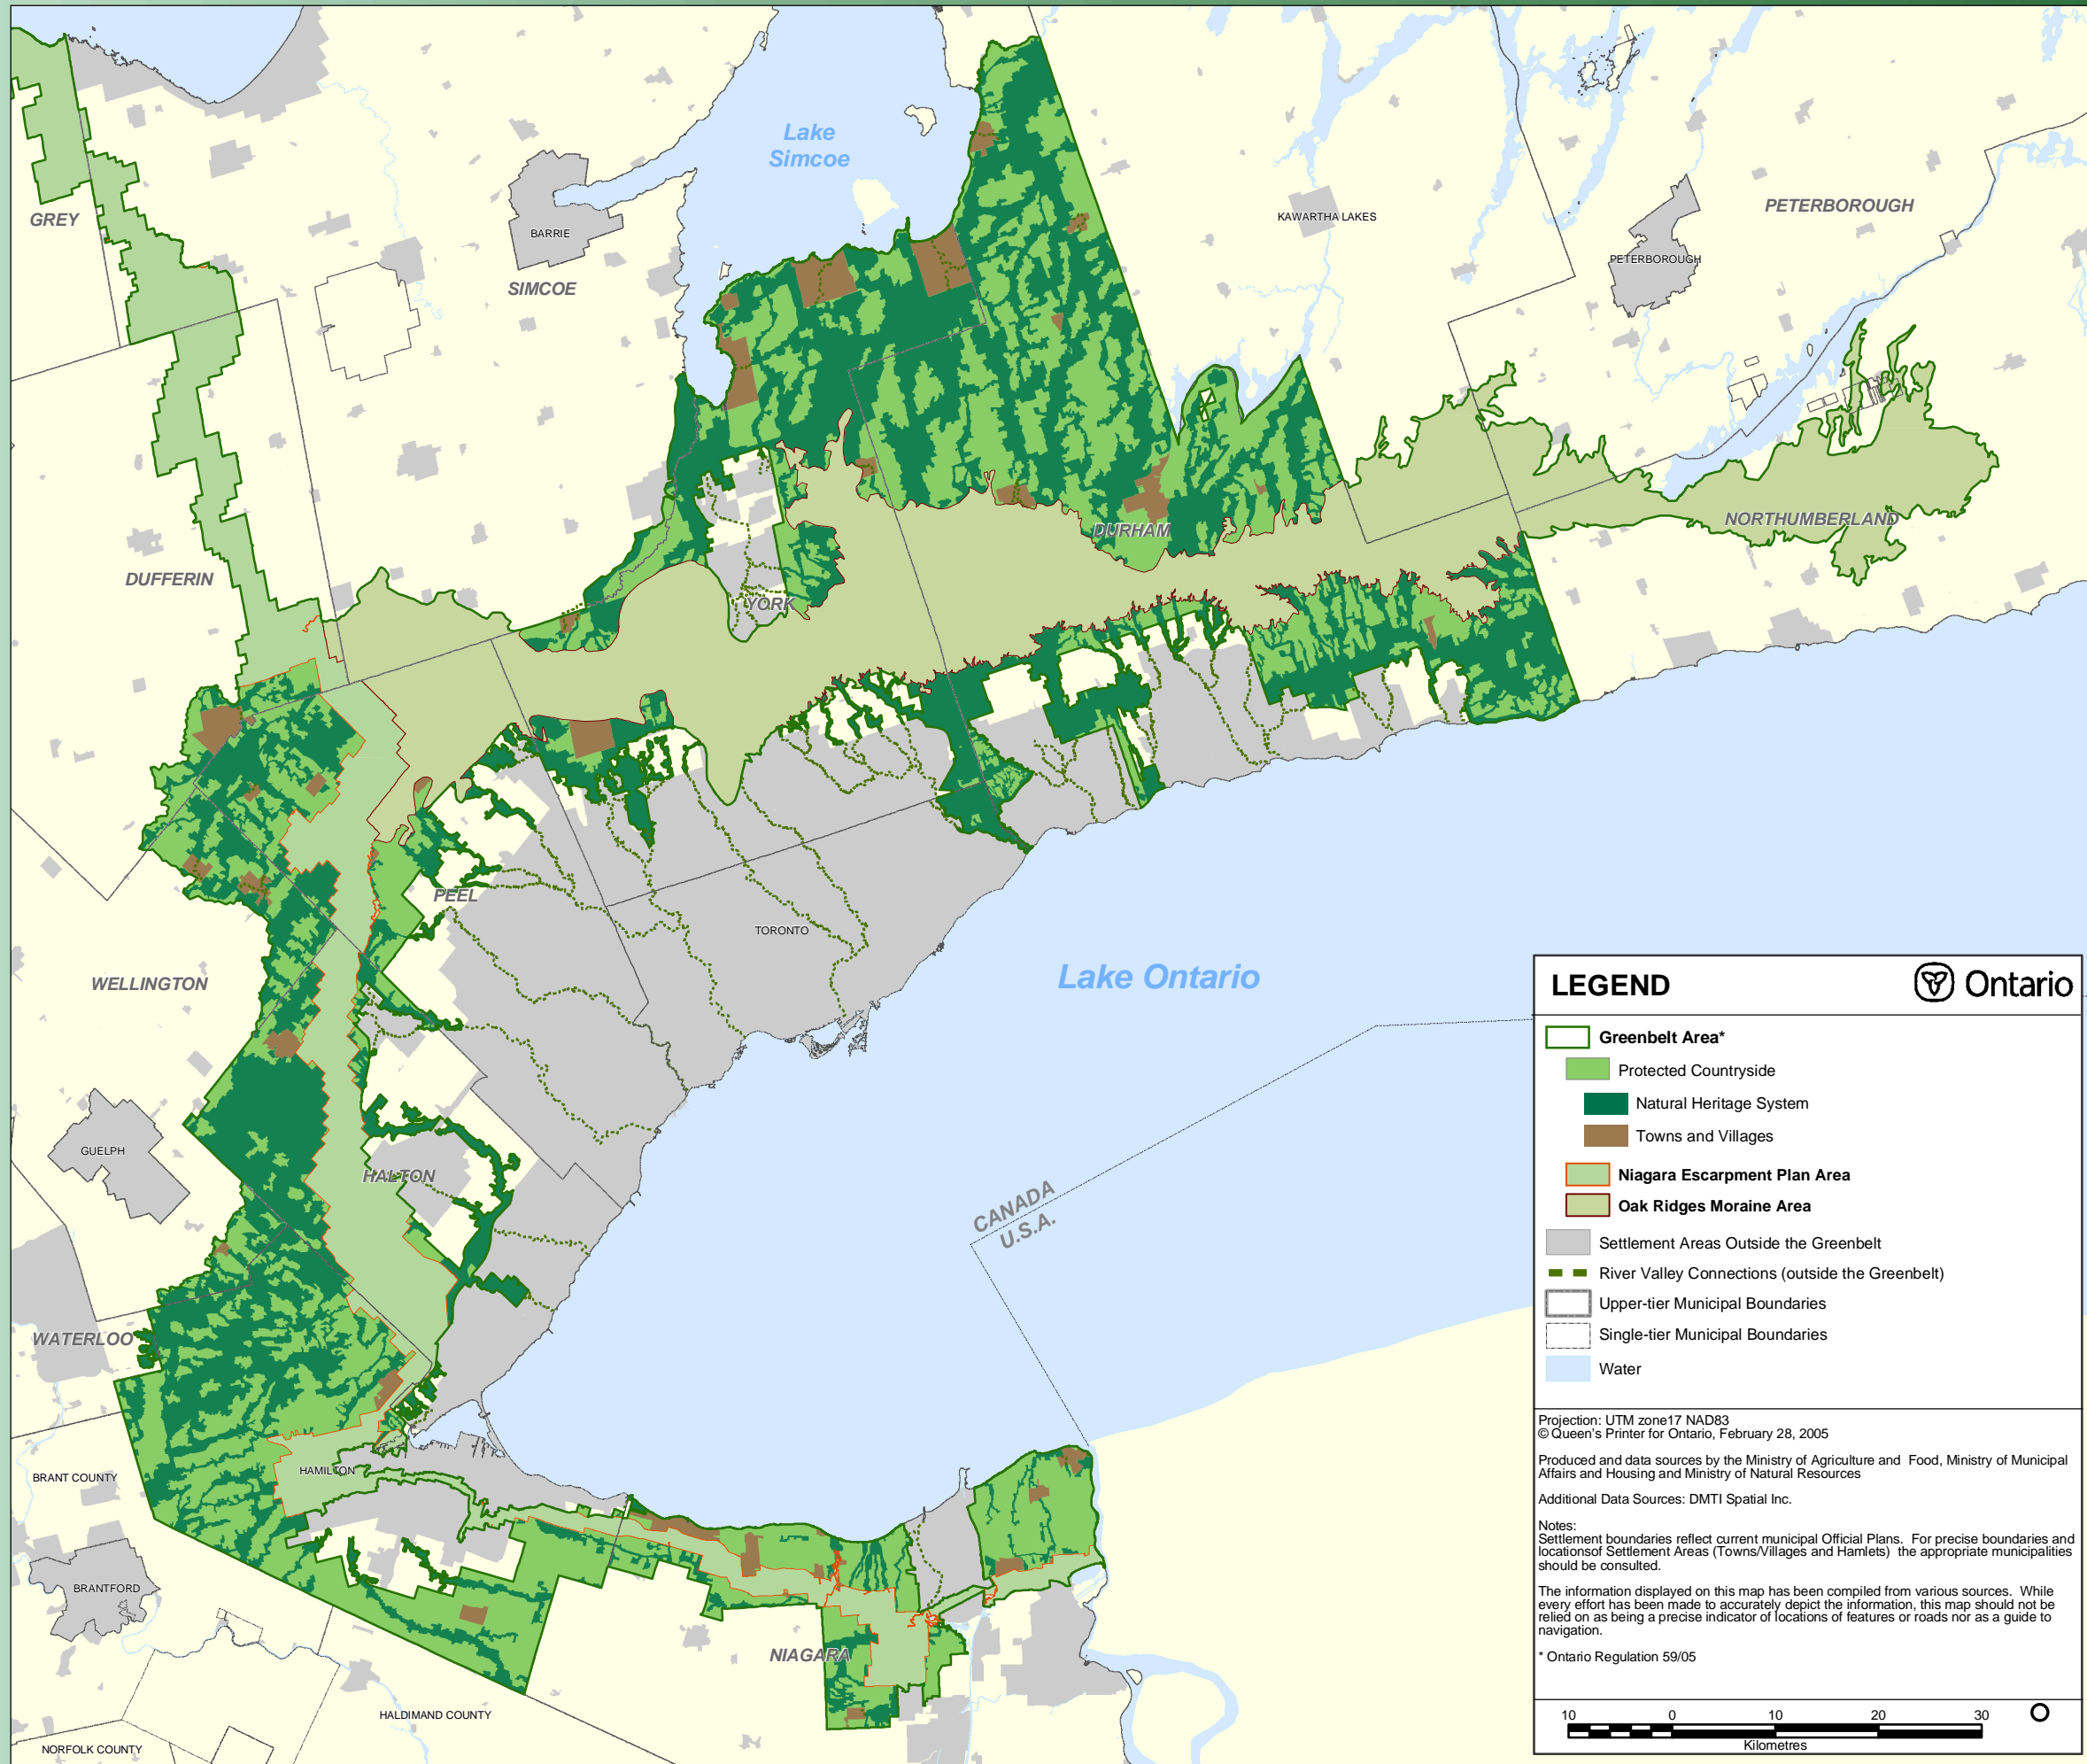 Lake
Simcoe
GREY
BARRIE
SIMCOE
KAWARTHA LAKES
PETERBOROUGH
PETERBOROUGH
DURHAM
NORTHUMBERLAND
DUFFERIN
YORK
PEEL
TORONTO
WELLINGTON
Lake Ontario
GUELPH
HALTON
CANADA
U.S.A.
WATERLOO
BRANT COUNTY
HAMILTON
BRANTFORD
NIAGARA
HALDIMAND COUNTY
NORFOLK COUNTY
LEGEND
Ontario
Greenbelt Area*
Protected Countryside
Natural Heritage System
Towns and Villages
Niagara Escarpment Plan Area
Oak Ridges Moraine Area
Settlement Areas Outside the Greenbelt
River Valley Connections (outside the Greenbelt)
Upper-tier Municipal Boundaries
Single-tier Municipal Boundaries
Water
Projection: UTM zone17 NAD83
© Queen's Printer for Ontario, February 28, 2005
Produced and data sources by the Ministry of Agriculture and Food, Ministry of Municipal
Affairs and Housing and Ministry of Natural Resources
Additional Data Sources: DMTI Spatial Inc.
Notes:
Settlement boundaries reflect current municipal Official Plans. For precise boundaries and
locationsof Settlement Areas (Towns/Villages and Hamlets) the appropriate municipalities
should be consulted.
The information displayed on this map has been compiled from various sources. While
every effort has been made to accurately depict the information, this map should not be
relied on as being a precise indicator of locations of features or roads nor as a guide to
navigation.
* Ontario Regulation 59/05
10 0 10 20 30
Kilometres